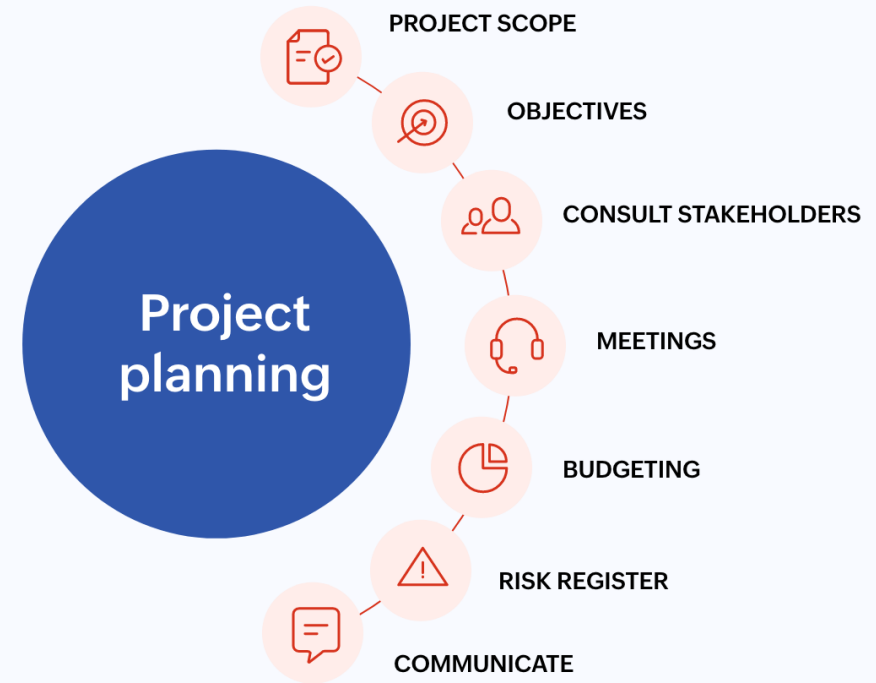 PROJECT SCOPE
OBJECTIVES
CONSULT STAKEHOLDERS
Project
planning
MEETINGS
BUDGETING
RISK REGISTER
COMMUNICATE